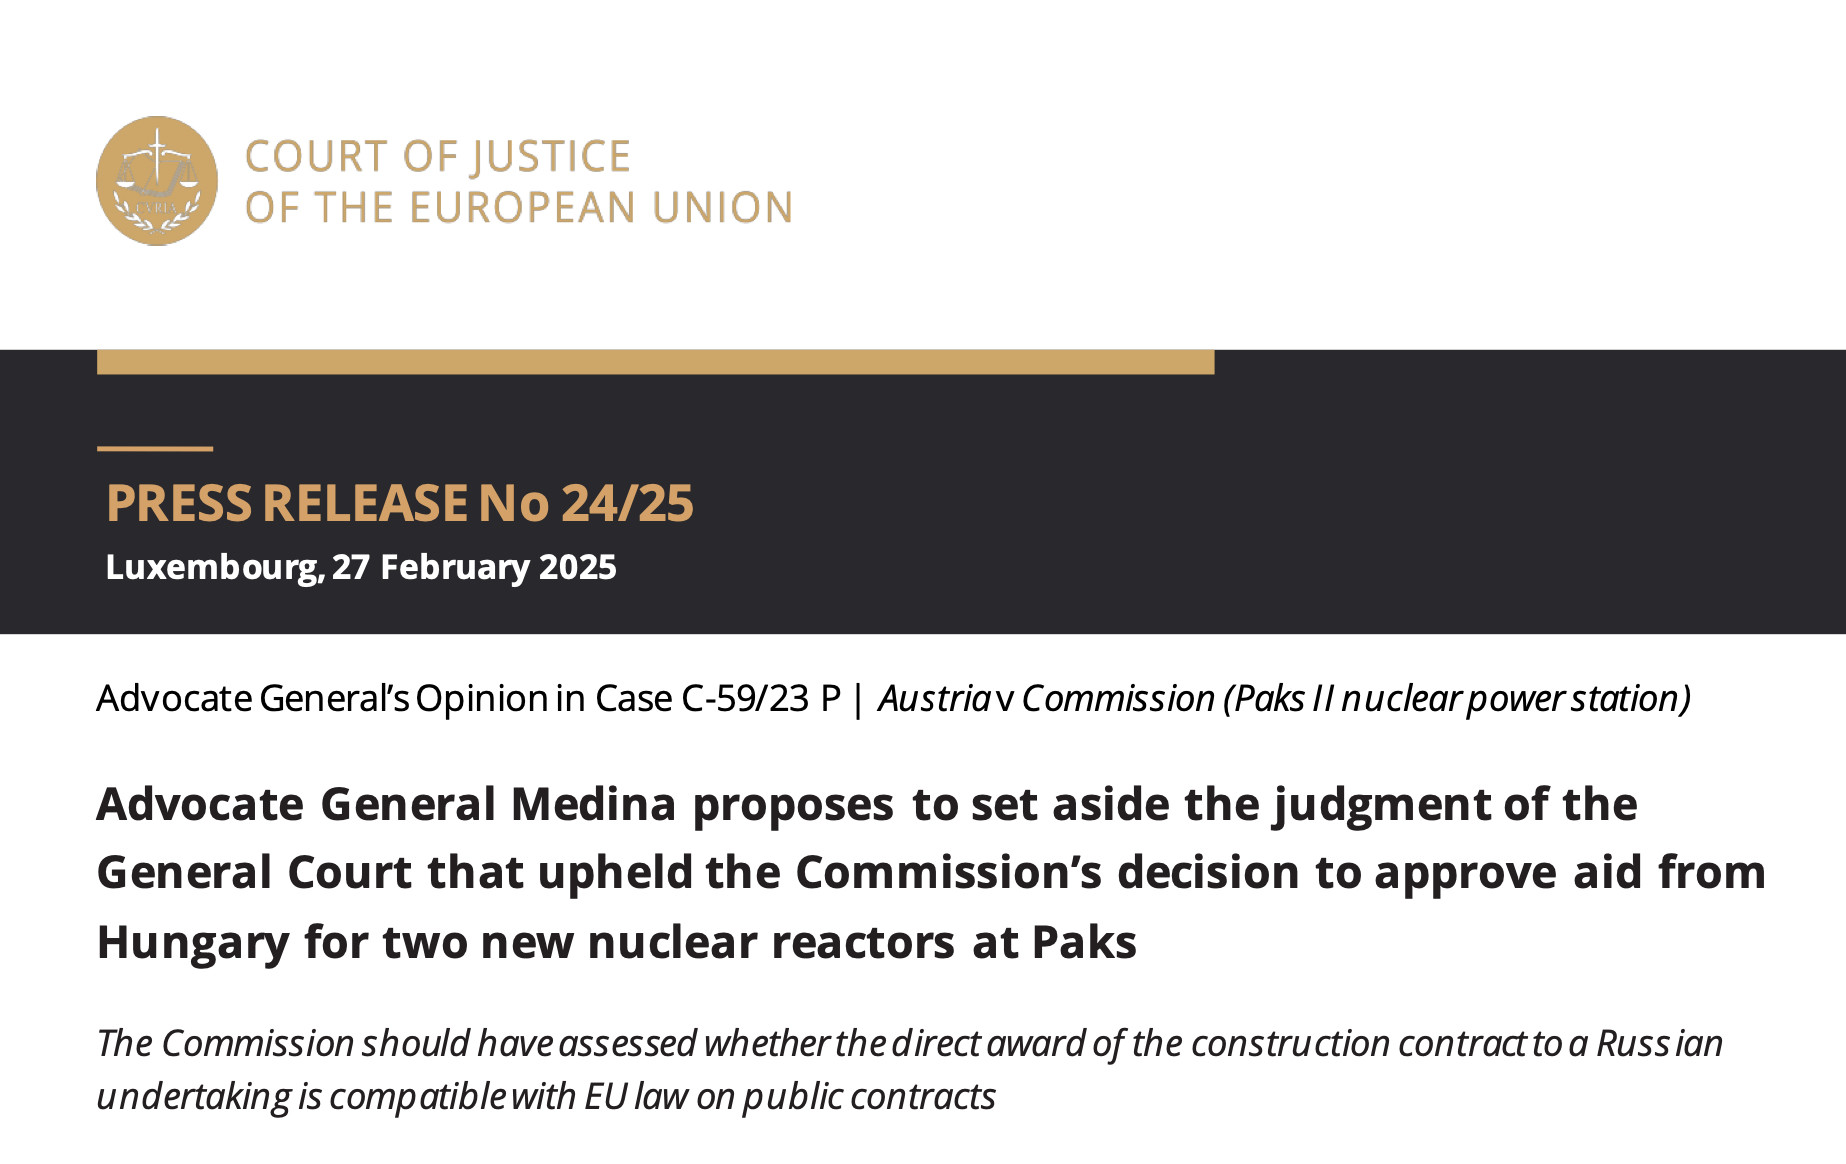 CVRIA
COURT OF JUSTICE
OF THE EUROPEAN UNION
PRESS RELEASE No 24/25
Luxembourg, 27 February 2025
Advocate General’s Opinion in Case C-59/23 P | Austria v Commission (Paks II nuclear power station)
Advocate General Medina proposes to set aside the judgment of the
General Court that upheld the Commission’s decision to approve aid from
Hungary for two new nuclear reactors at Paks
The Commission should have assessed whether the direct award of the construction contract to a Russian
undertaking is compatible with EU law on public contracts